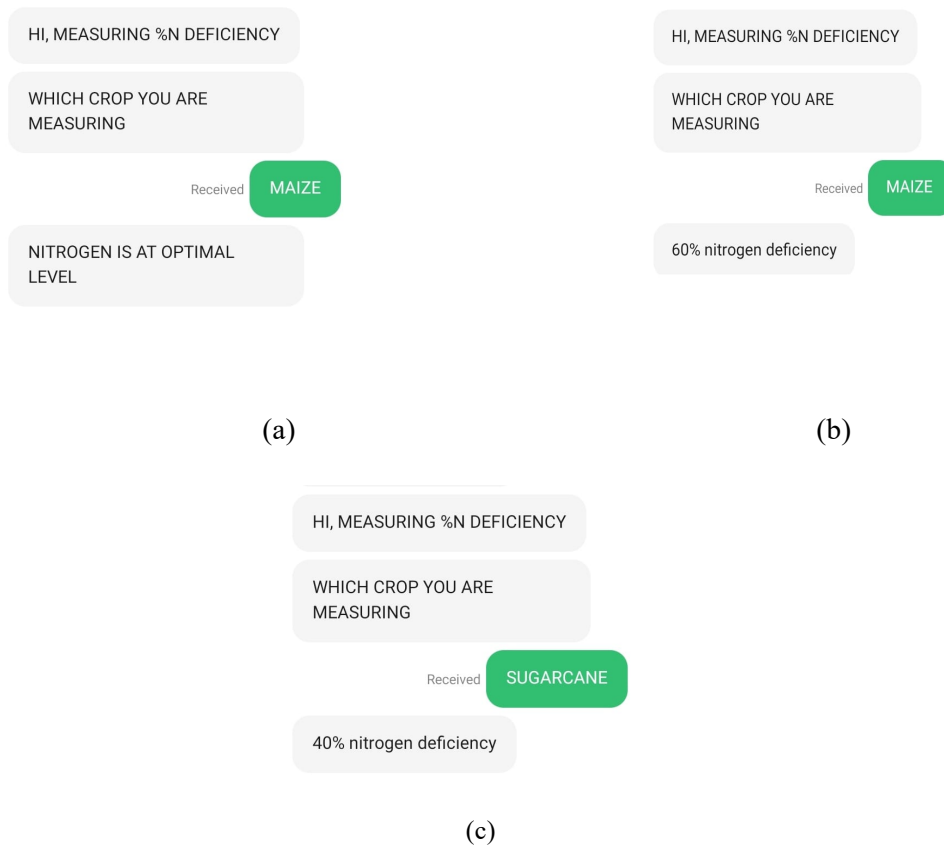 HI, MEASURING %N DEFICIENCY
WHICH CROP YOU ARE
MEASURING
Received MAIZE
NITROGEN IS AT OPTIMAL
LEVEL
(a)
HI, MEASURING %N DEFICIENCY
WHICH CROP YOU ARE
MEASURING
Received MAIZE
60% nitrogen deficiency
(b)
HI, MEASURING %N DEFICIENCY
WHICH CROP YOU ARE
MEASURING
Received SUGARCANE
40% nitrogen deficiency
(c)